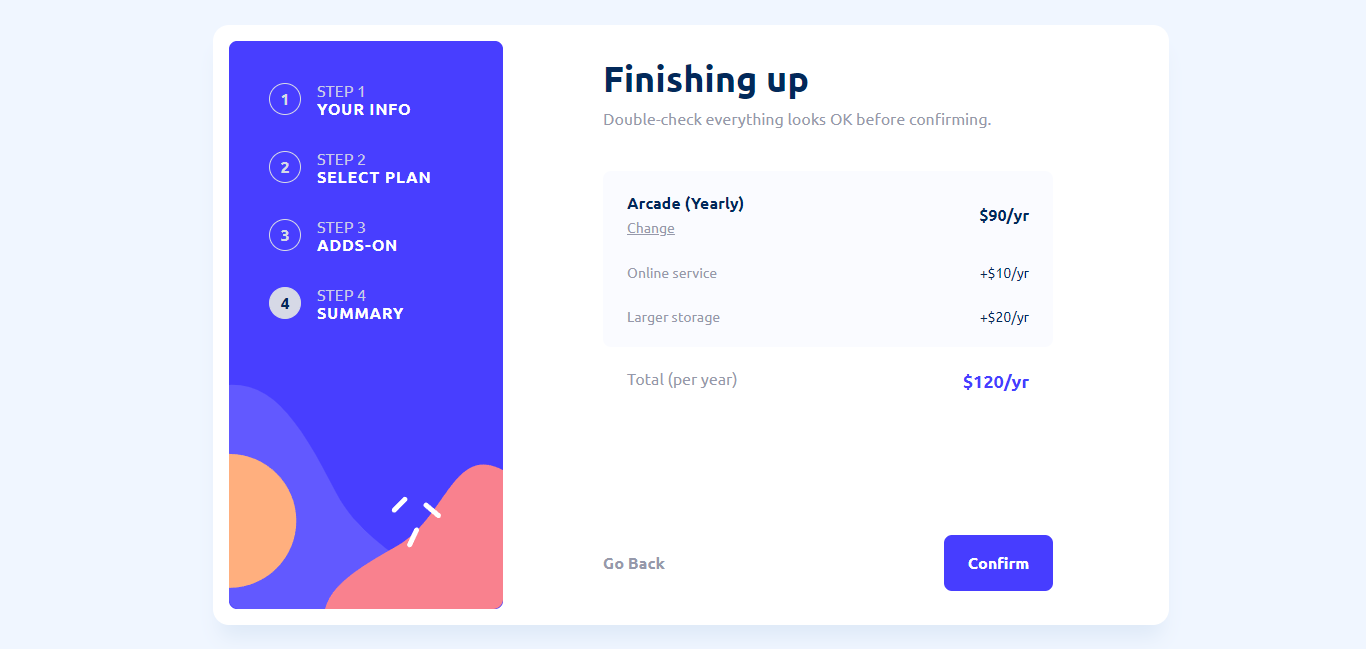 1
STEP 1
YOUR INFO
2
STEP 2
SELECT PLAN
3
STEP 3
ADDS-ON
4
STEP 4
SUMMARY
Finishing up
Double-check everything looks OK before confirming.
Arcade (Yearly)
Change
$90/yr
Online service +$10/yr
Larger storage +$20/yr
Total (per year) $120/yr
Go Back
Confirm